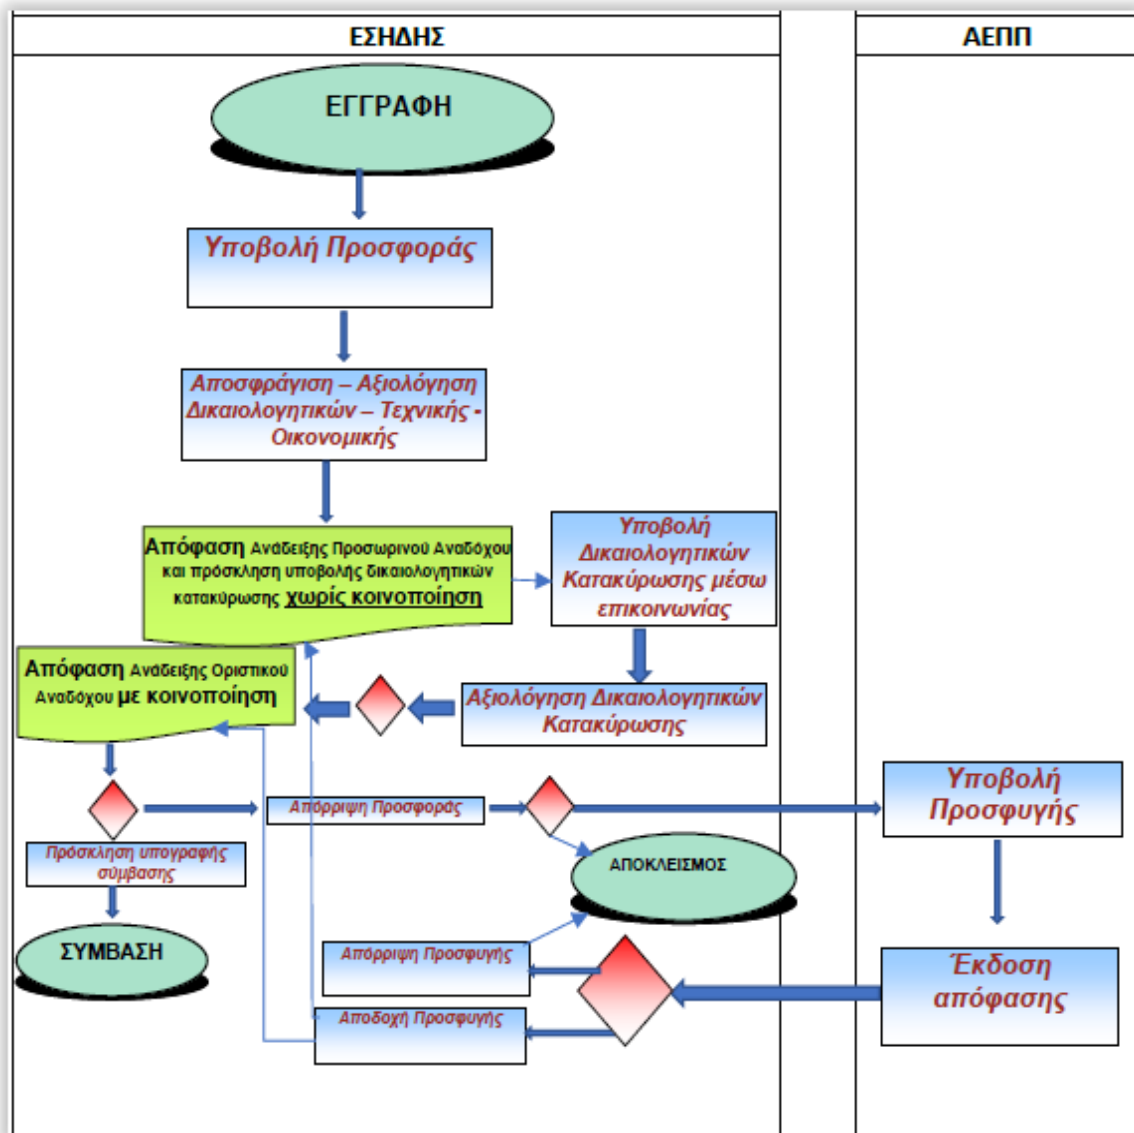 ΕΣΗΔΗΣ
ΑΕΠΠ
ΕΓΓΡΑΦΗ
Υποβολή Προσφοράς
Αποσφράγιση – Αξιολόγηση
Δικαιολογητικών – Τεχνικής -
Οικονομικής
Απόφαση Ανάδειξης Προσωρινού Αναδόχου
και πρόσκληση υποβολής δικαιολογητικών
κατακύρωσης χωρίς κοινοποίηση
Υποβολή
Δικαιολογητικών
Κατακύρωσης μέσω
επικοινωνίας
Απόφαση Ανάδειξης Οριστικού
Αναδόχου με κοινοποίηση
Αξιολόγηση Δικαιολογητικών
Κατακύρωσης
Απόρριψη Προσφοράς
Υποβολή
Προσφυγής
Πρόσκληση υπογραφής
σύμβασης
ΑΠΟΚΛΕΙΣΜΟΣ
ΣΥΜΒΑΣΗ
Απόρριψη Προσφυγής
Έκδοση
απόφασης
Αποδοχή Προσφυγής